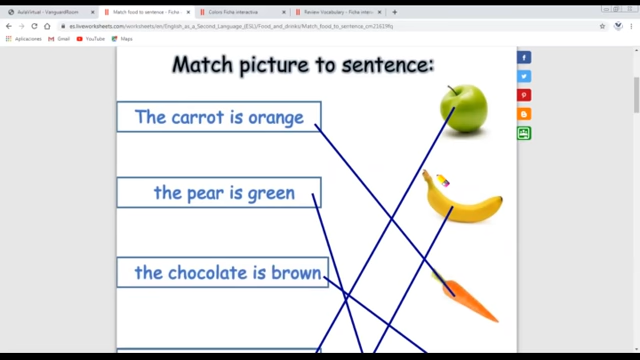 AulaVirtual - VanguardRoom
Match food to sentence - Ficha
Colors Ficha interactiva
Review Vocabulary - Ficha inter
Aplicaciones
Gmail
YouTube
Maps
Match picture to sentence:
The carrot is orange
the pear is green
the chocolate is brown